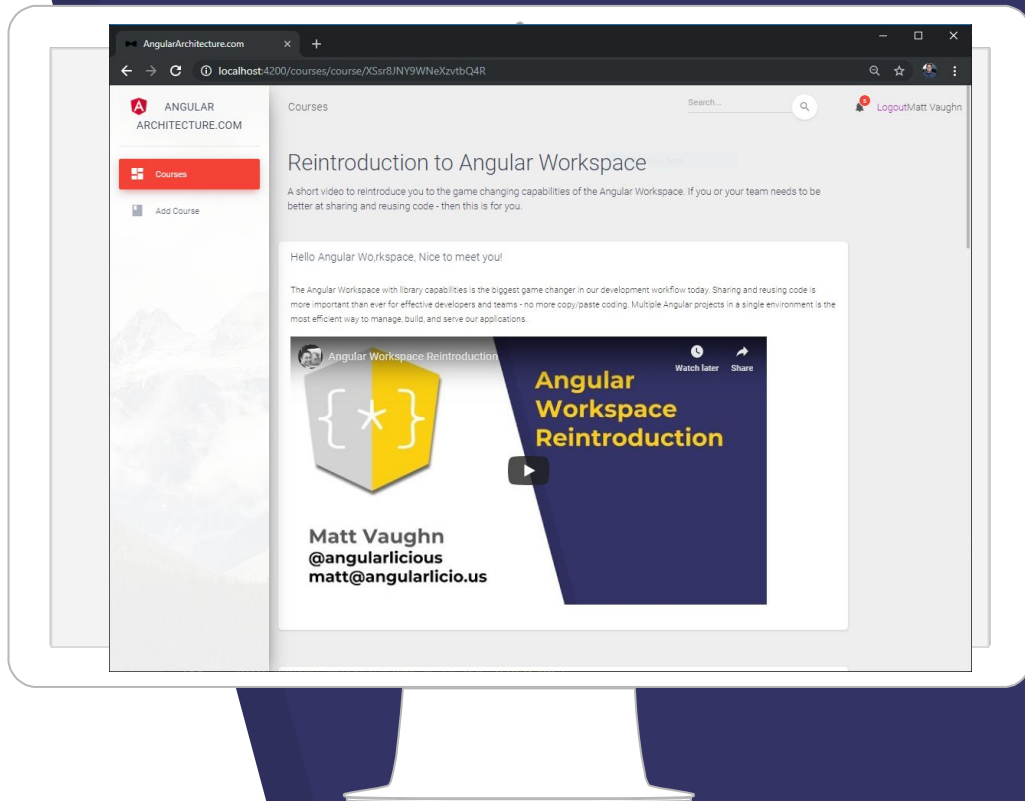 AngularArchitecture.com
localhost:4200/courses/course/XSsr8JNY9WNeXzvtbQ4R
ANGULAR
ARCHITECTURE.COM
Courses
Add Course
Courses
Search...
5
LogoutMatt Vaughn
Reintroduction to Angular Workspace
A short video to reintroduce you to the game changing capabilities of the Angular Workspace. If you or your team needs to be
better at sharing and reusing code - then this is for you.
Hello Angular Wo,rkspace, Nice to meet you!
The Angular Workspace with library capabilities is the biggest game changer in our development workflow today. Sharing and reusing code is
more important than ever for effective developers and teams - no more copy/paste coding. Multiple Angular projects in a single environment is the
most efficient way to manage, build, and serve our applications.
Angular Workspace Reintroduction
Watch later
Share
Angular
Workspace
Reintroduction
{*}
Matt Vaughn
@angularlicious
matt@angularlicio.us